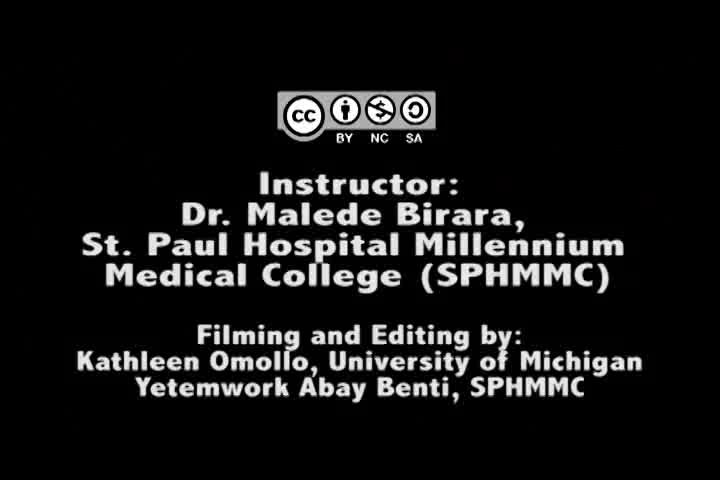 cc
BY NC SA
Instructor:
Dr. Malede Birara,
St. Paul Hospital Millennium
Medical College (SPHMMC)
Filming and Editing by:
Kathleen Omollo, University of Michigan
Yetemwork Abay Benti, SPHMMC